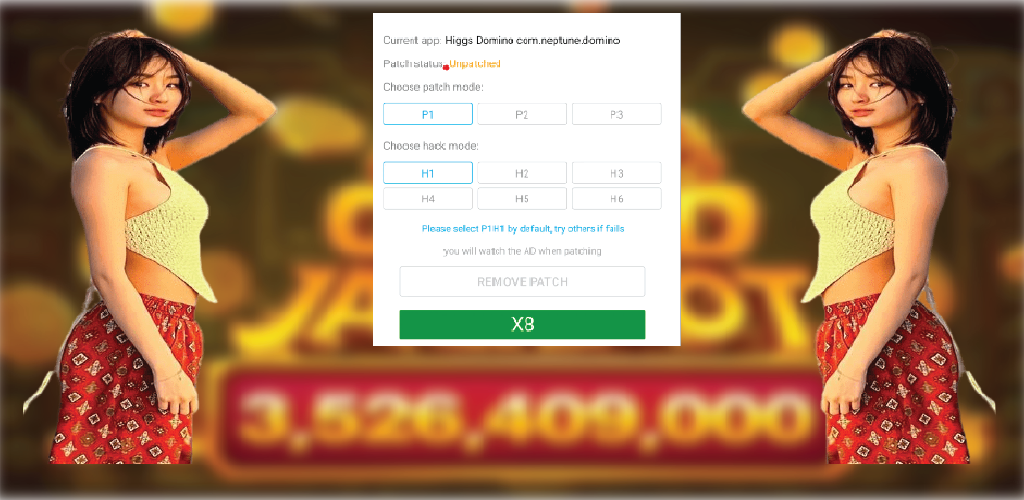 Current app: Higgs Domino com.neptune.domino
Patch status: Unpatched
Choose patch mode:
P1 P2 P3
Choose hack mode:
H1 H2 H3
H4 H5 H6
Please select P1H1 by default, try others if fails
you will watch the AD when patching
REMOVE PATCH
X8
3,526,409,000